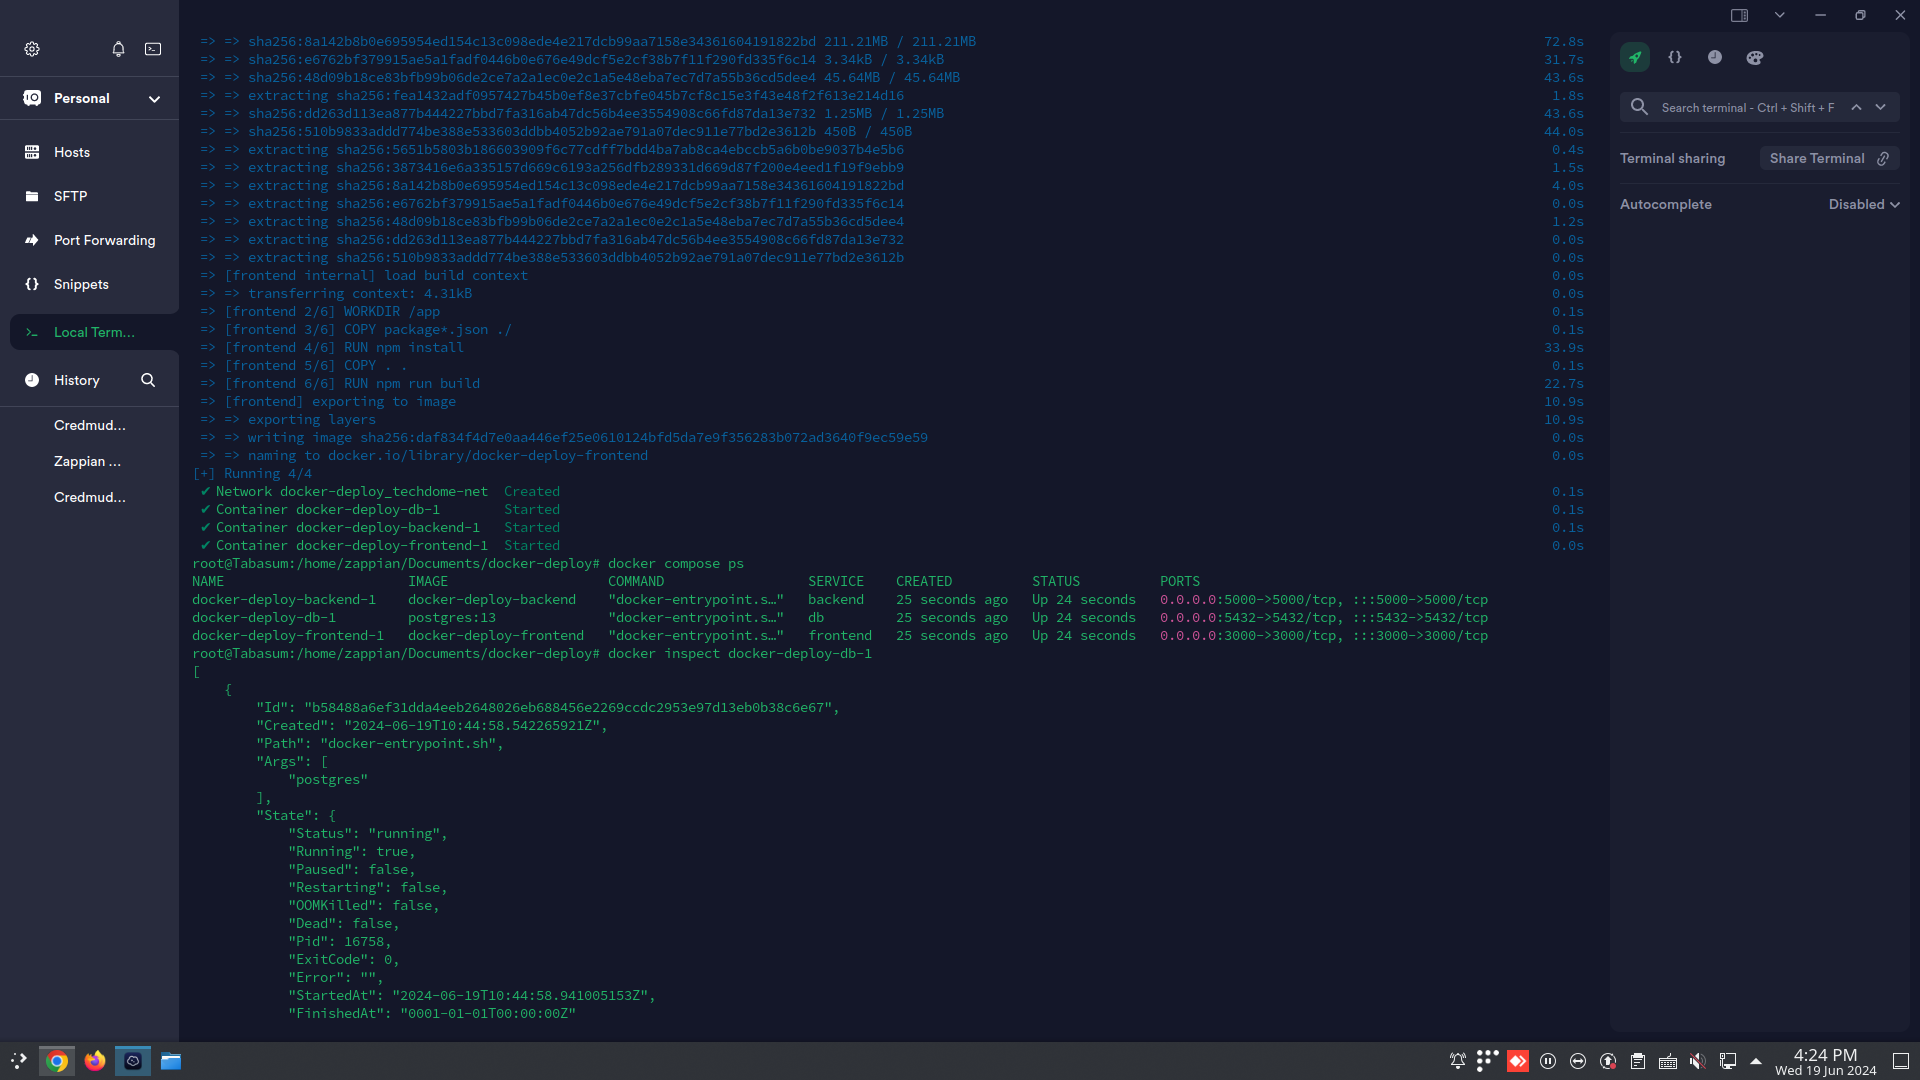 Personal
Hosts
SFTP
Port Forwarding
Snippets
Local Term...
History
Credmud...
Zappian ...
Credmud...
=> => sha256:8a142b8b0e695954ed154c13c098ede4e217dcb99aa7158e34361604191822bd 211.21MB / 211.21MB 72.8s
=> => sha256:e6762bf379915ae5a1fadf0446b0e676e49dcf5e2cf38b7f11f290fd335f6c14 3.34kB / 3.34kB 31.7s
=> => sha256:48d09b18ce83bfb99b06de2ce7a2a1ec0e2c1a5e48eba7ec7d7a55b36cd5dee4 45.64MB / 45.64MB 43.6s
=> => extracting sha256:fea1432adf0957427b45b0ef8e37cbfe045b7cf8c15e3f43e48f2f613e214d16 1.8s
=> => sha256:dd263d113ea877b444227bbd7fa316ab47dc56b4ee3554908c66fd87da13e732 1.25MB / 1.25MB 43.6s
=> => sha256:510b9833addd774be388e533603ddbb4052b92ae791a07dec911e77bd2e3612b 450B / 450B 44.0s
=> => extracting sha256:5651b5803b186603909f6c77cdff7bdd4ba7ab8ca4ebccb5a6b0be9037b4e5b6 0.4s
=> => extracting sha256:3873416e6a335157d669c6193a256dfb289331d669d87f200e4eed1f19f9ebb9 1.5s
=> => extracting sha256:8a142b8b0e695954ed154c13c098ede4e217dcb99aa7158e34361604191822bd 4.0s
=> => extracting sha256:e6762bf379915ae5a1fadf0446b0e676e49dcf5e2cf38b7f11f290fd335f6c14 0.0s
=> => extracting sha256:48d09b18ce83bfb99b06de2ce7a2a1ec0e2c1a5e48eba7ec7d7a55b36cd5dee4 1.2s
=> => extracting sha256:dd263d113ea877b444227bbd7fa316ab47dc56b4ee3554908c66fd87da13e732 0.0s
=> => extracting sha256:510b9833addd774be388e533603ddbb4052b92ae791a07dec911e77bd2e3612b 0.0s
=> [frontend internal] load build context 0.0s
=> => transferring context: 4.31kB 0.0s
=> [frontend 2/6] WORKDIR /app 0.1s
=> [frontend 3/6] COPY package*.json ./ 0.1s
=> [frontend 4/6] RUN npm install 33.9s
=> [frontend 5/6] COPY . . 0.1s
=> [frontend 6/6] RUN npm run build 22.7s
=> [frontend] exporting to image 10.9s
=> => exporting layers 10.9s
=> => writing image sha256:daf834f4d7e0aa446ef25e0610124bfd5da7e9f356283b072ad3640f9ec59e59 0.0s
=> => naming to docker.io/library/docker-deploy-frontend 0.0s
[+] Running 4/4
✔ Network docker-deploy_techdome-net Created 0.1s
✔ Container docker-deploy-db-1 Started 0.1s
✔ Container docker-deploy-backend-1 Started 0.1s
✔ Container docker-deploy-frontend-1 Started 0.0s
root@Tabasum:/home/zappian/Documents/docker-deploy# docker compose ps
NAME IMAGE COMMAND SERVICE CREATED STATUS PORTS
docker-deploy-backend-1 docker-deploy-backend "docker-entrypoint.s…" backend 25 seconds ago Up 24 seconds 0.0.0.0:5000->5000/tcp, :::5000->5000/tcp
docker-deploy-db-1 postgres:13 "docker-entrypoint.s…" db 25 seconds ago Up 24 seconds 0.0.0.0:5432->5432/tcp, :::5432->5432/tcp
docker-deploy-frontend-1 docker-deploy-frontend "docker-entrypoint.s…" frontend 25 seconds ago Up 24 seconds 0.0.0.0:3000->3000/tcp, :::3000->3000/tcp
root@Tabasum:/home/zappian/Documents/docker-deploy# docker inspect docker-deploy-db-1
[
{
"Id": "b58488a6ef31dda4eeb2648026eb688456e2269ccdc2953e97d13eb0b38c6e67",
"Created": "2024-06-19T10:44:58.542265921Z",
"Path": "docker-entrypoint.sh",
"Args": [
"postgres"
],
"State": {
"Status": "running",
"Running": true,
"Paused": false,
"Restarting": false,
"OOMKilled": false,
"Dead": false,
"Pid": 16758,
"ExitCode": 0,
"Error": "",
"StartedAt": "2024-06-19T10:44:58.941005153Z",
"FinishedAt": "0001-01-01T00:00:00Z"
Search terminal - Ctrl + Shift + F
Terminal sharing Share Terminal
Autocomplete Disabled
4:24 PM
Wed 19 Jun 2024